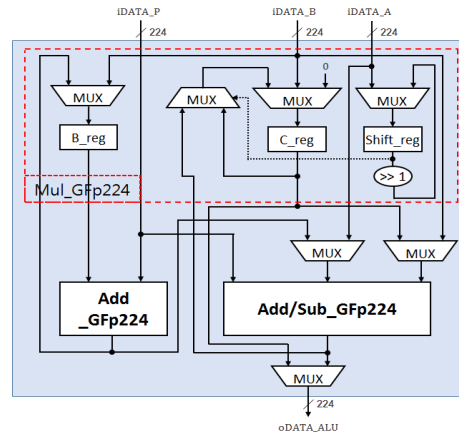 iDATA_P iDATA_B iDATA_A
224 224 224
0
MUX MUX MUX MUX
B_reg C_reg Shift_reg
>> 1
Mul_GFp224
MUX MUX
Add
_GFp224
Add/Sub_GFp224
MUX
224
oDATA_ALU